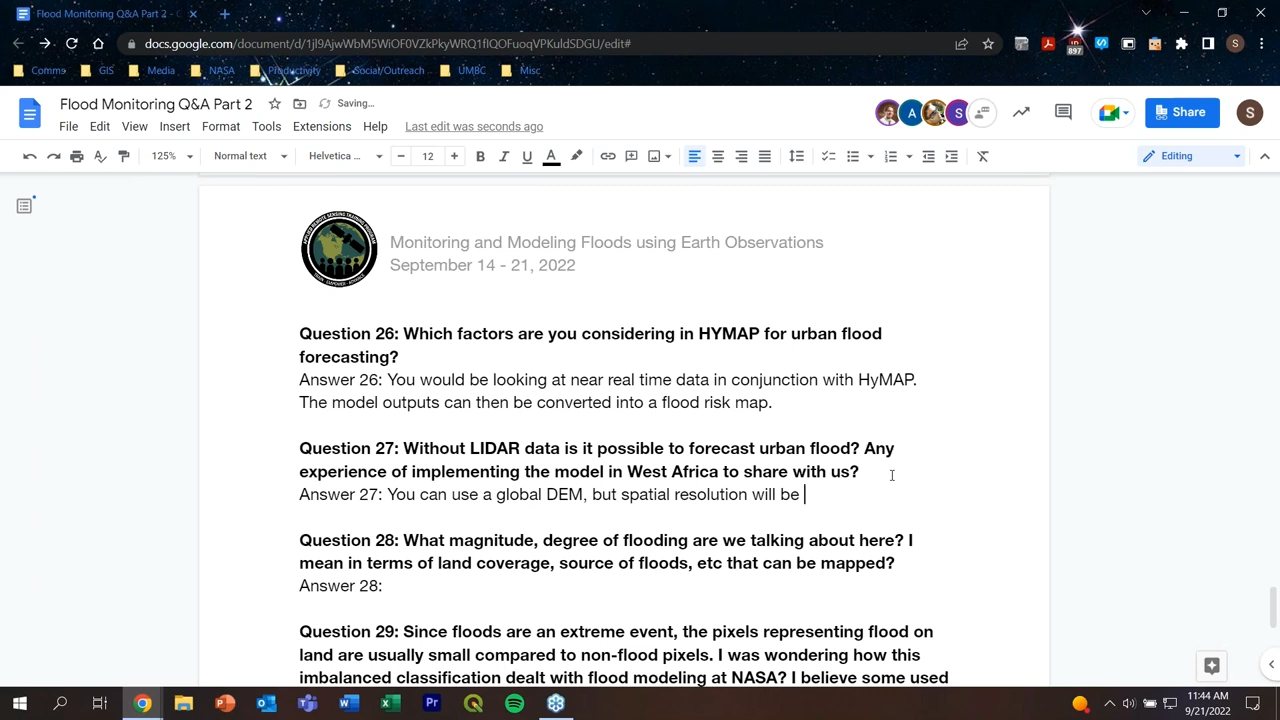 Flood Monitoring Q&A Part 2 - G
docs.google.com/document/d/1jl9AjwWbM5WiOF0VZkPkyWRQ1fIQOFuoqVPKuldSDGU/edit#
897
S
Comms GIS Media NASA Productivity Social/Outreach UMBC Misc
Flood Monitoring Q&A Part 2 Saving...
A S Share S
File Edit View Insert Format Tools Extensions Help Last edit was seconds ago
125% Normal text Helvetica ... 12 Editing
Monitoring and Modeling Floods using Earth Observations
September 14 - 21, 2022
Question 26: Which factors are you considering in HYMAP for urban flood
forecasting?
Answer 26: You would be looking at near real time data in conjunction with HyMAP.
The model outputs can then be converted into a flood risk map.
Question 27: Without LIDAR data is it possible to forecast urban flood? Any
experience of implementing the model in West Africa to share with us?
Answer 27: You can use a global DEM, but spatial resolution will be
Question 28: What magnitude, degree of flooding are we talking about here? I
mean in terms of land coverage, source of floods, etc that can be mapped?
Answer 28:
Question 29: Since floods are an extreme event, the pixels representing flood on
land are usually small compared to non-flood pixels. I was wondering how this
imbalanced classification dealt with flood modeling at NASA? I believe some used
11:44 AM
9/21/2022